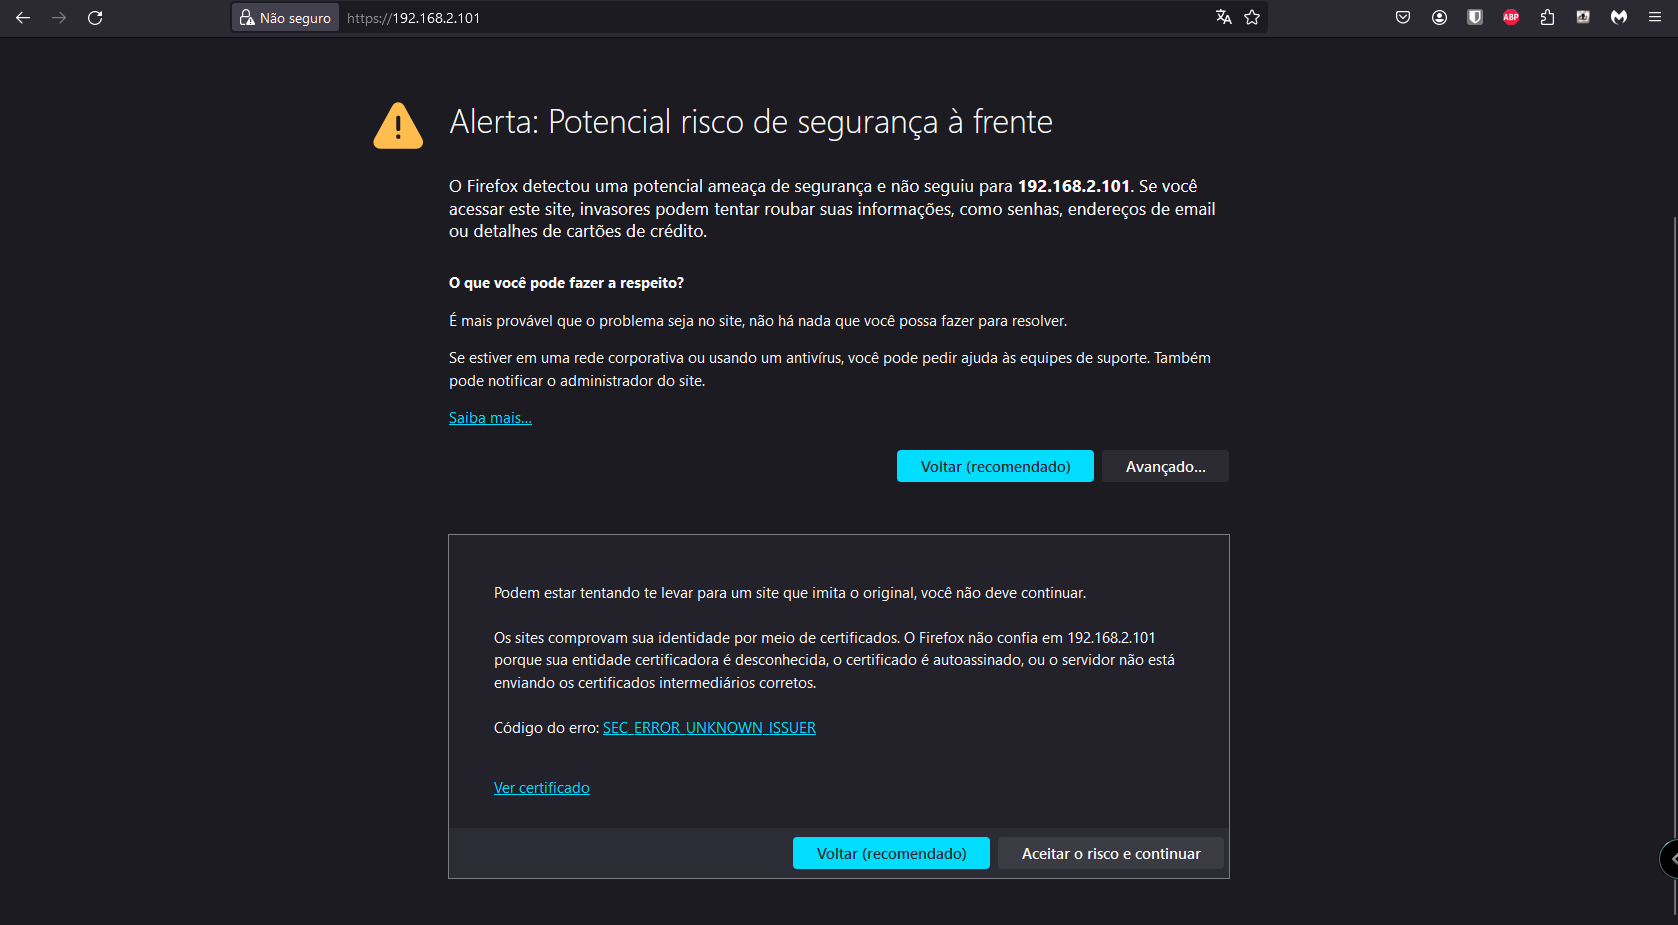 Não seguro
https://192.168.2.101
ABP
Alerta: Potencial risco de segurança à frente
O Firefox detectou uma potencial ameaça de segurança e não seguiu para 192.168.2.101. Se você
acessar este site, invasores podem tentar roubar suas informações, como senhas, endereços de email
ou detalhes de cartões de crédito.
O que você pode fazer a respeito?
É mais provável que o problema seja no site, não há nada que você possa fazer para resolver.
Se estiver em uma rede corporativa ou usando um antivírus, você pode pedir ajuda às equipes de suporte. Também
pode notificar o administrador do site.
Saiba mais...
Voltar (recomendado)
Avançado...
Podem estar tentando te levar para um site que imita o original, você não deve continuar.
Os sites comprovam sua identidade por meio de certificados. O Firefox não confia em 192.168.2.101
porque sua entidade certificadora é desconhecida, o certificado é autoassinado, ou o servidor não está
enviando os certificados intermediários corretos.
Código do erro: SEC_ERROR_UNKNOWN_ISSUER
Ver certificado
Voltar (recomendado)
Aceitar o risco e continuar